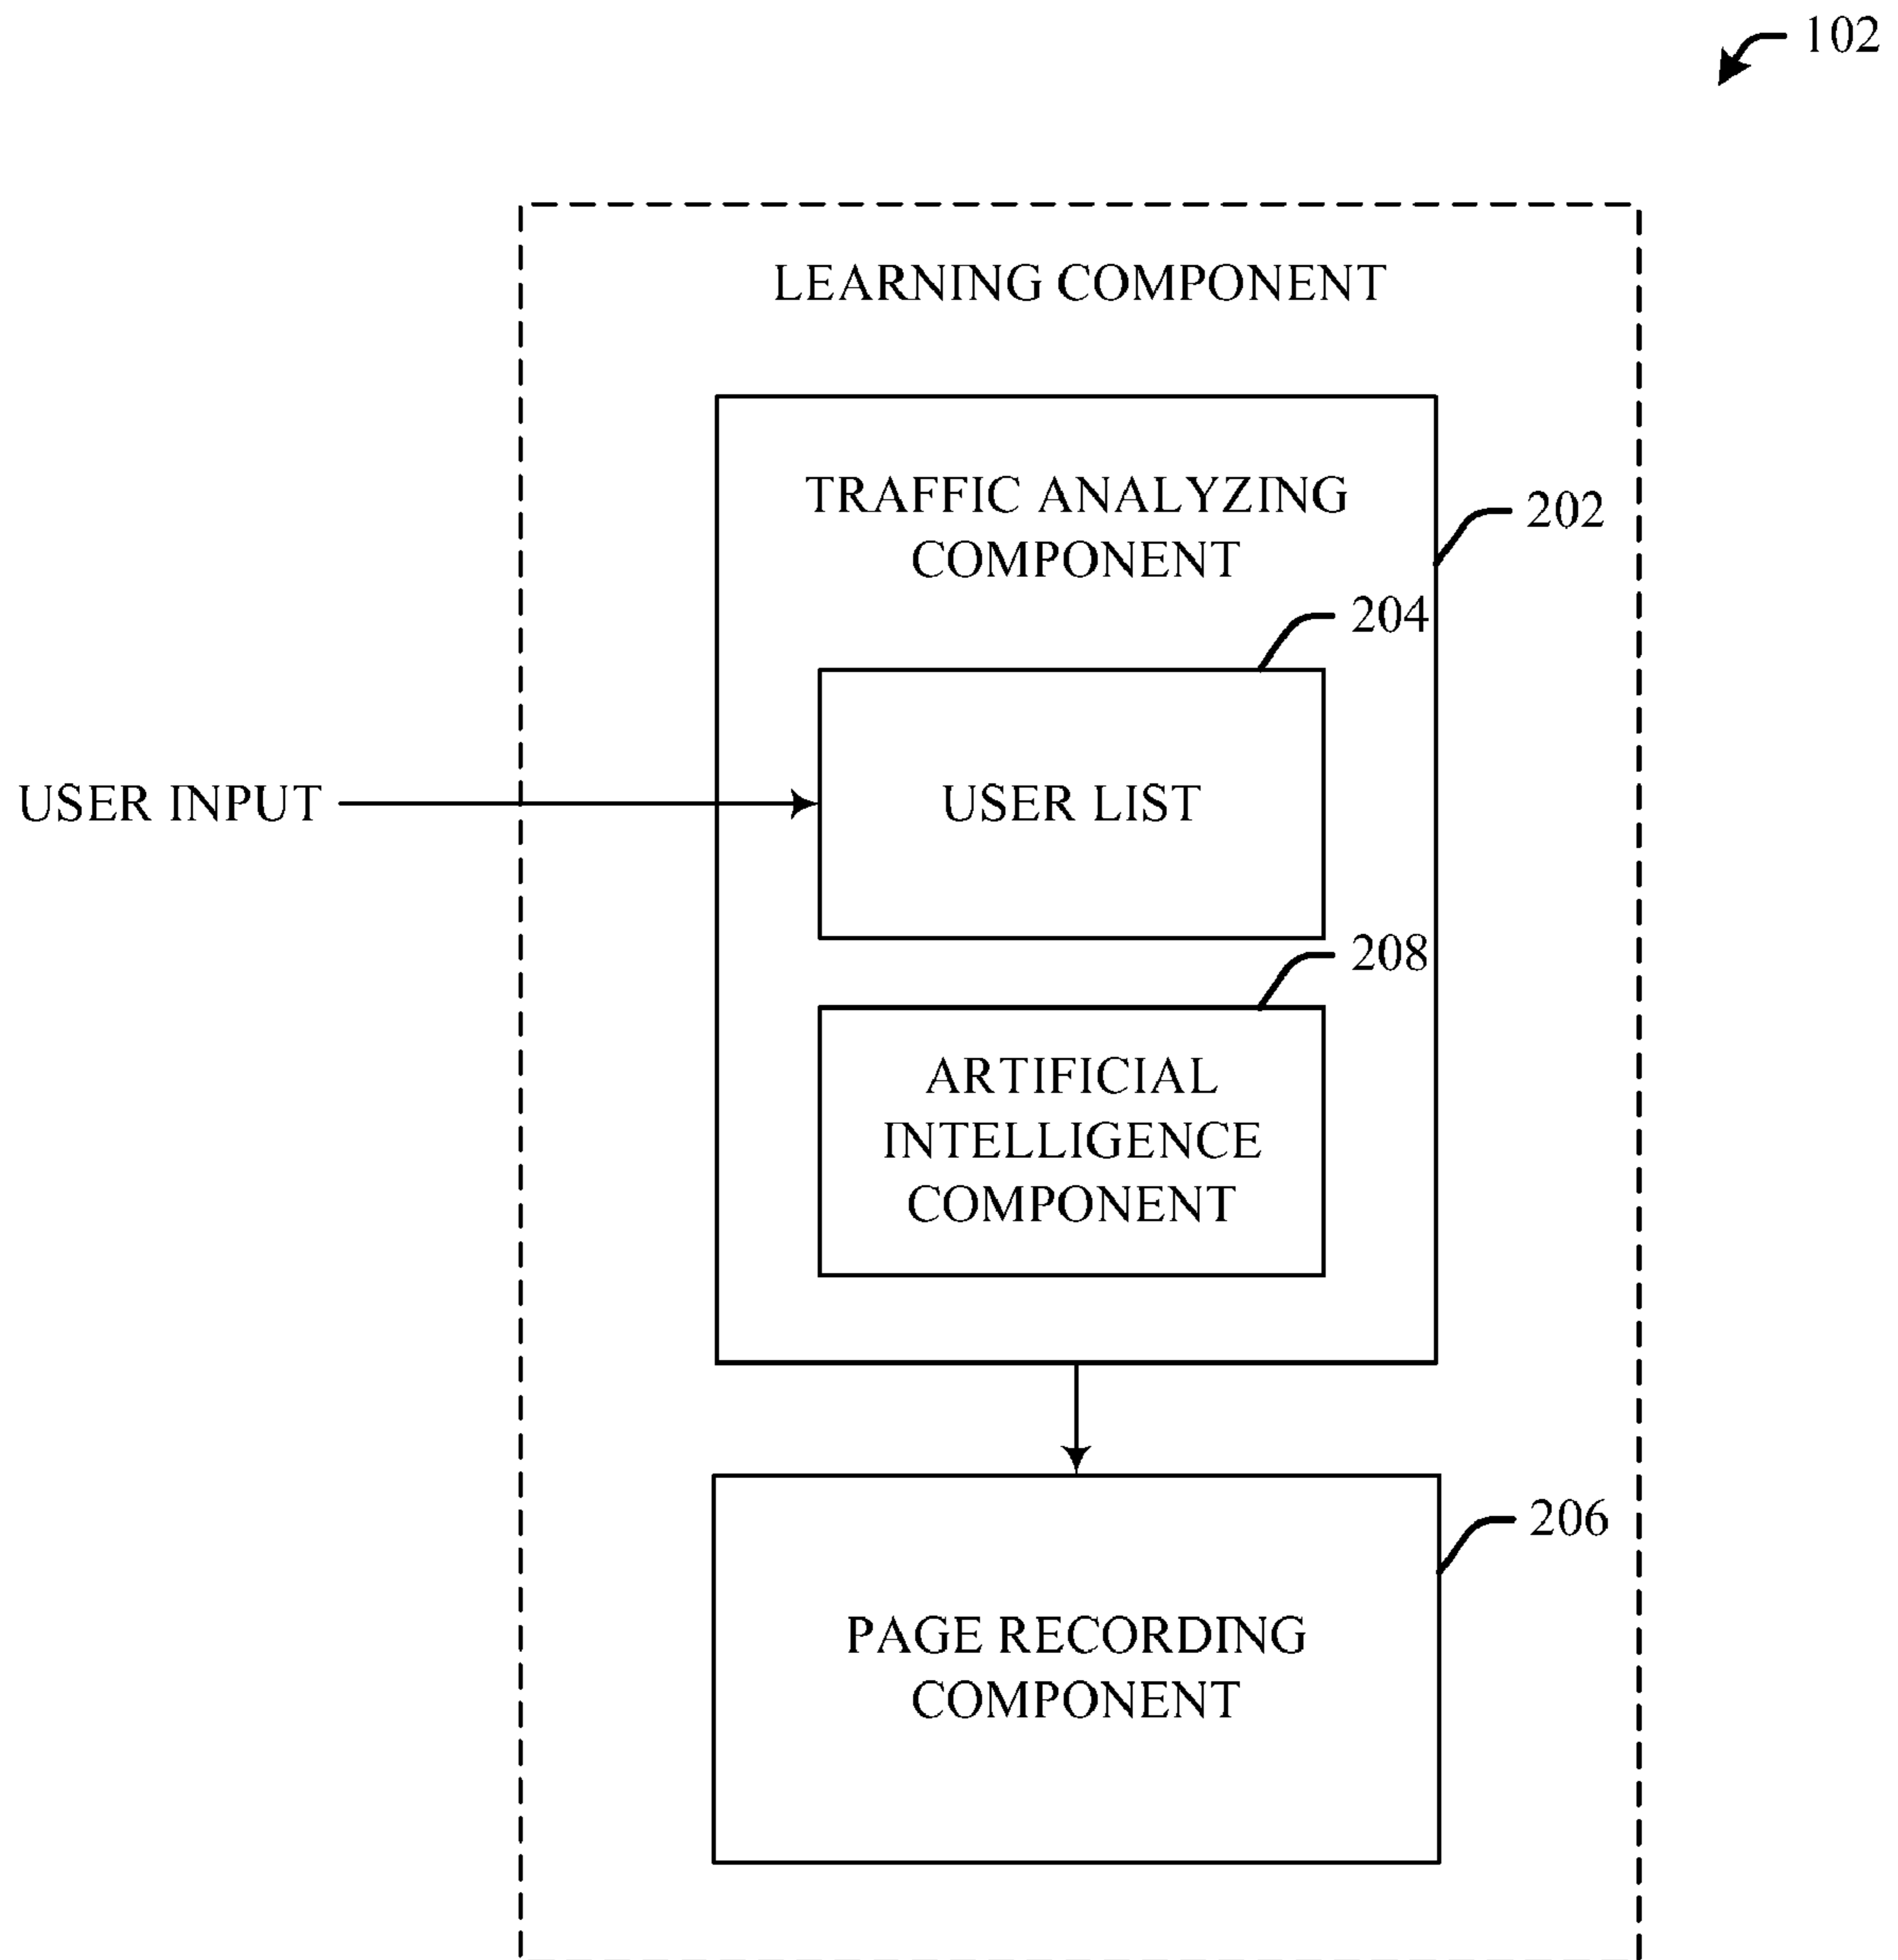 102
LEARNING COMPONENT
TRAFFIC ANALYZING
COMPONENT
202
204
USER INPUT
USER LIST
208
ARTIFICIAL
INTELLIGENCE
COMPONENT
206
PAGE RECORDING
COMPONENT